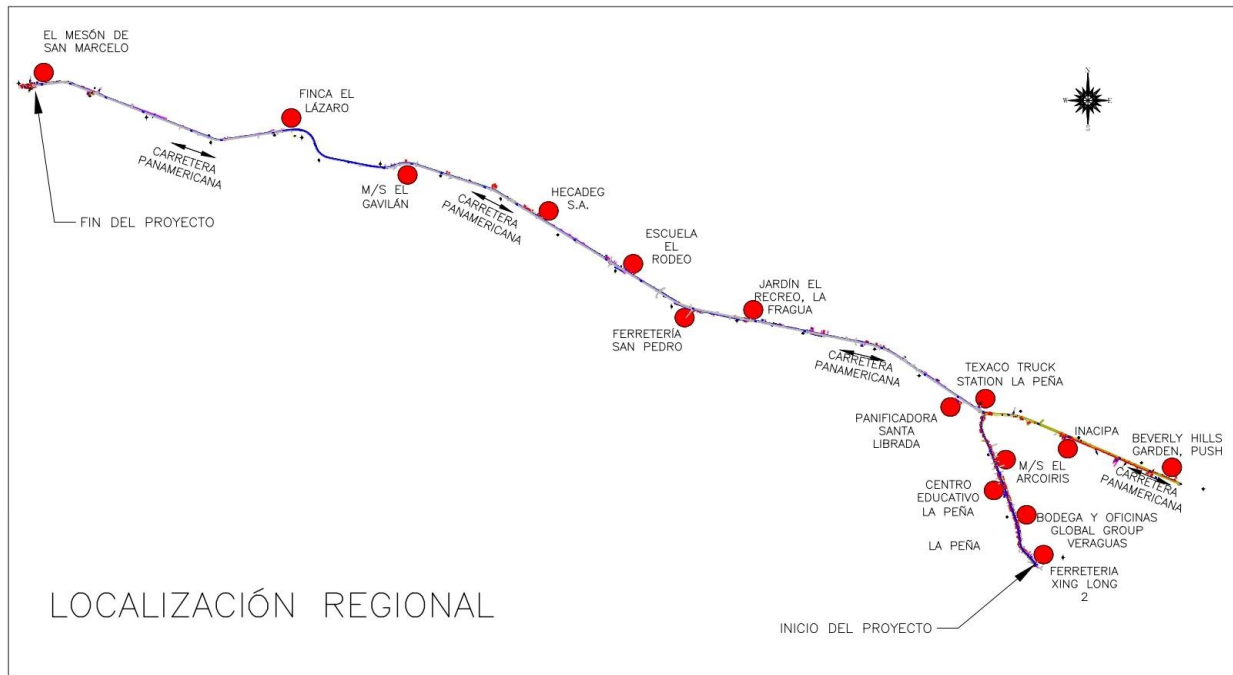 EL MESÓN DE
SAN MARCELO
FINCA EL
LÁZARO
N
W
E
S
CARRETERA
PANAMERICANA
FIN DEL PROYECTO
M/S EL
GAVILÁN
CARRETERA
PANAMERICANA
HECADEG
S.A.
ESCUELA
EL
RODEO
JARDÍN EL
RECREO, LA
FRAGUA
FERRETERÍA
SAN PEDRO
CARRETERA
PANAMERICANA
TEXACO TRUCK
STATION LA PEÑA
PANIFICADORA
SANTA
LIBRADA
INACIPA
BEVERLY HILLS
GARDEN, PUSH
CARRETERA
PANAMERICANA
M/S EL
ARCOIRIS
CENTRO
EDUCATIVO
LA PEÑA
BODEGA Y OFICINAS
GLOBAL GROUP
VERAGUAS
LA PEÑA
FERRETERIA
XING LONG
2
LOCALIZACIÓN REGIONAL
INICIO DEL PROYECTO